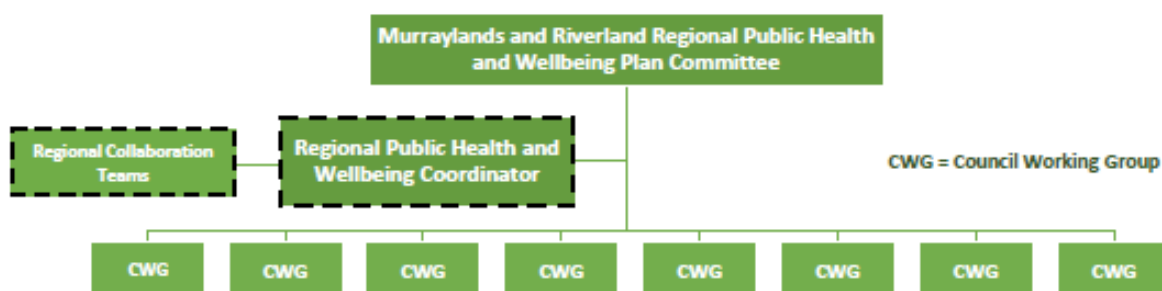 Murraylands and Riverland Regional Public Health
and Wellbeing Plan Committee
Regional Collaboration
Teams
Regional Public Health and
Wellbeing Coordinator
CWG = Council Working Group
CWG
CWG
CWG
CWG
CWG
CWG
CWG
CWG